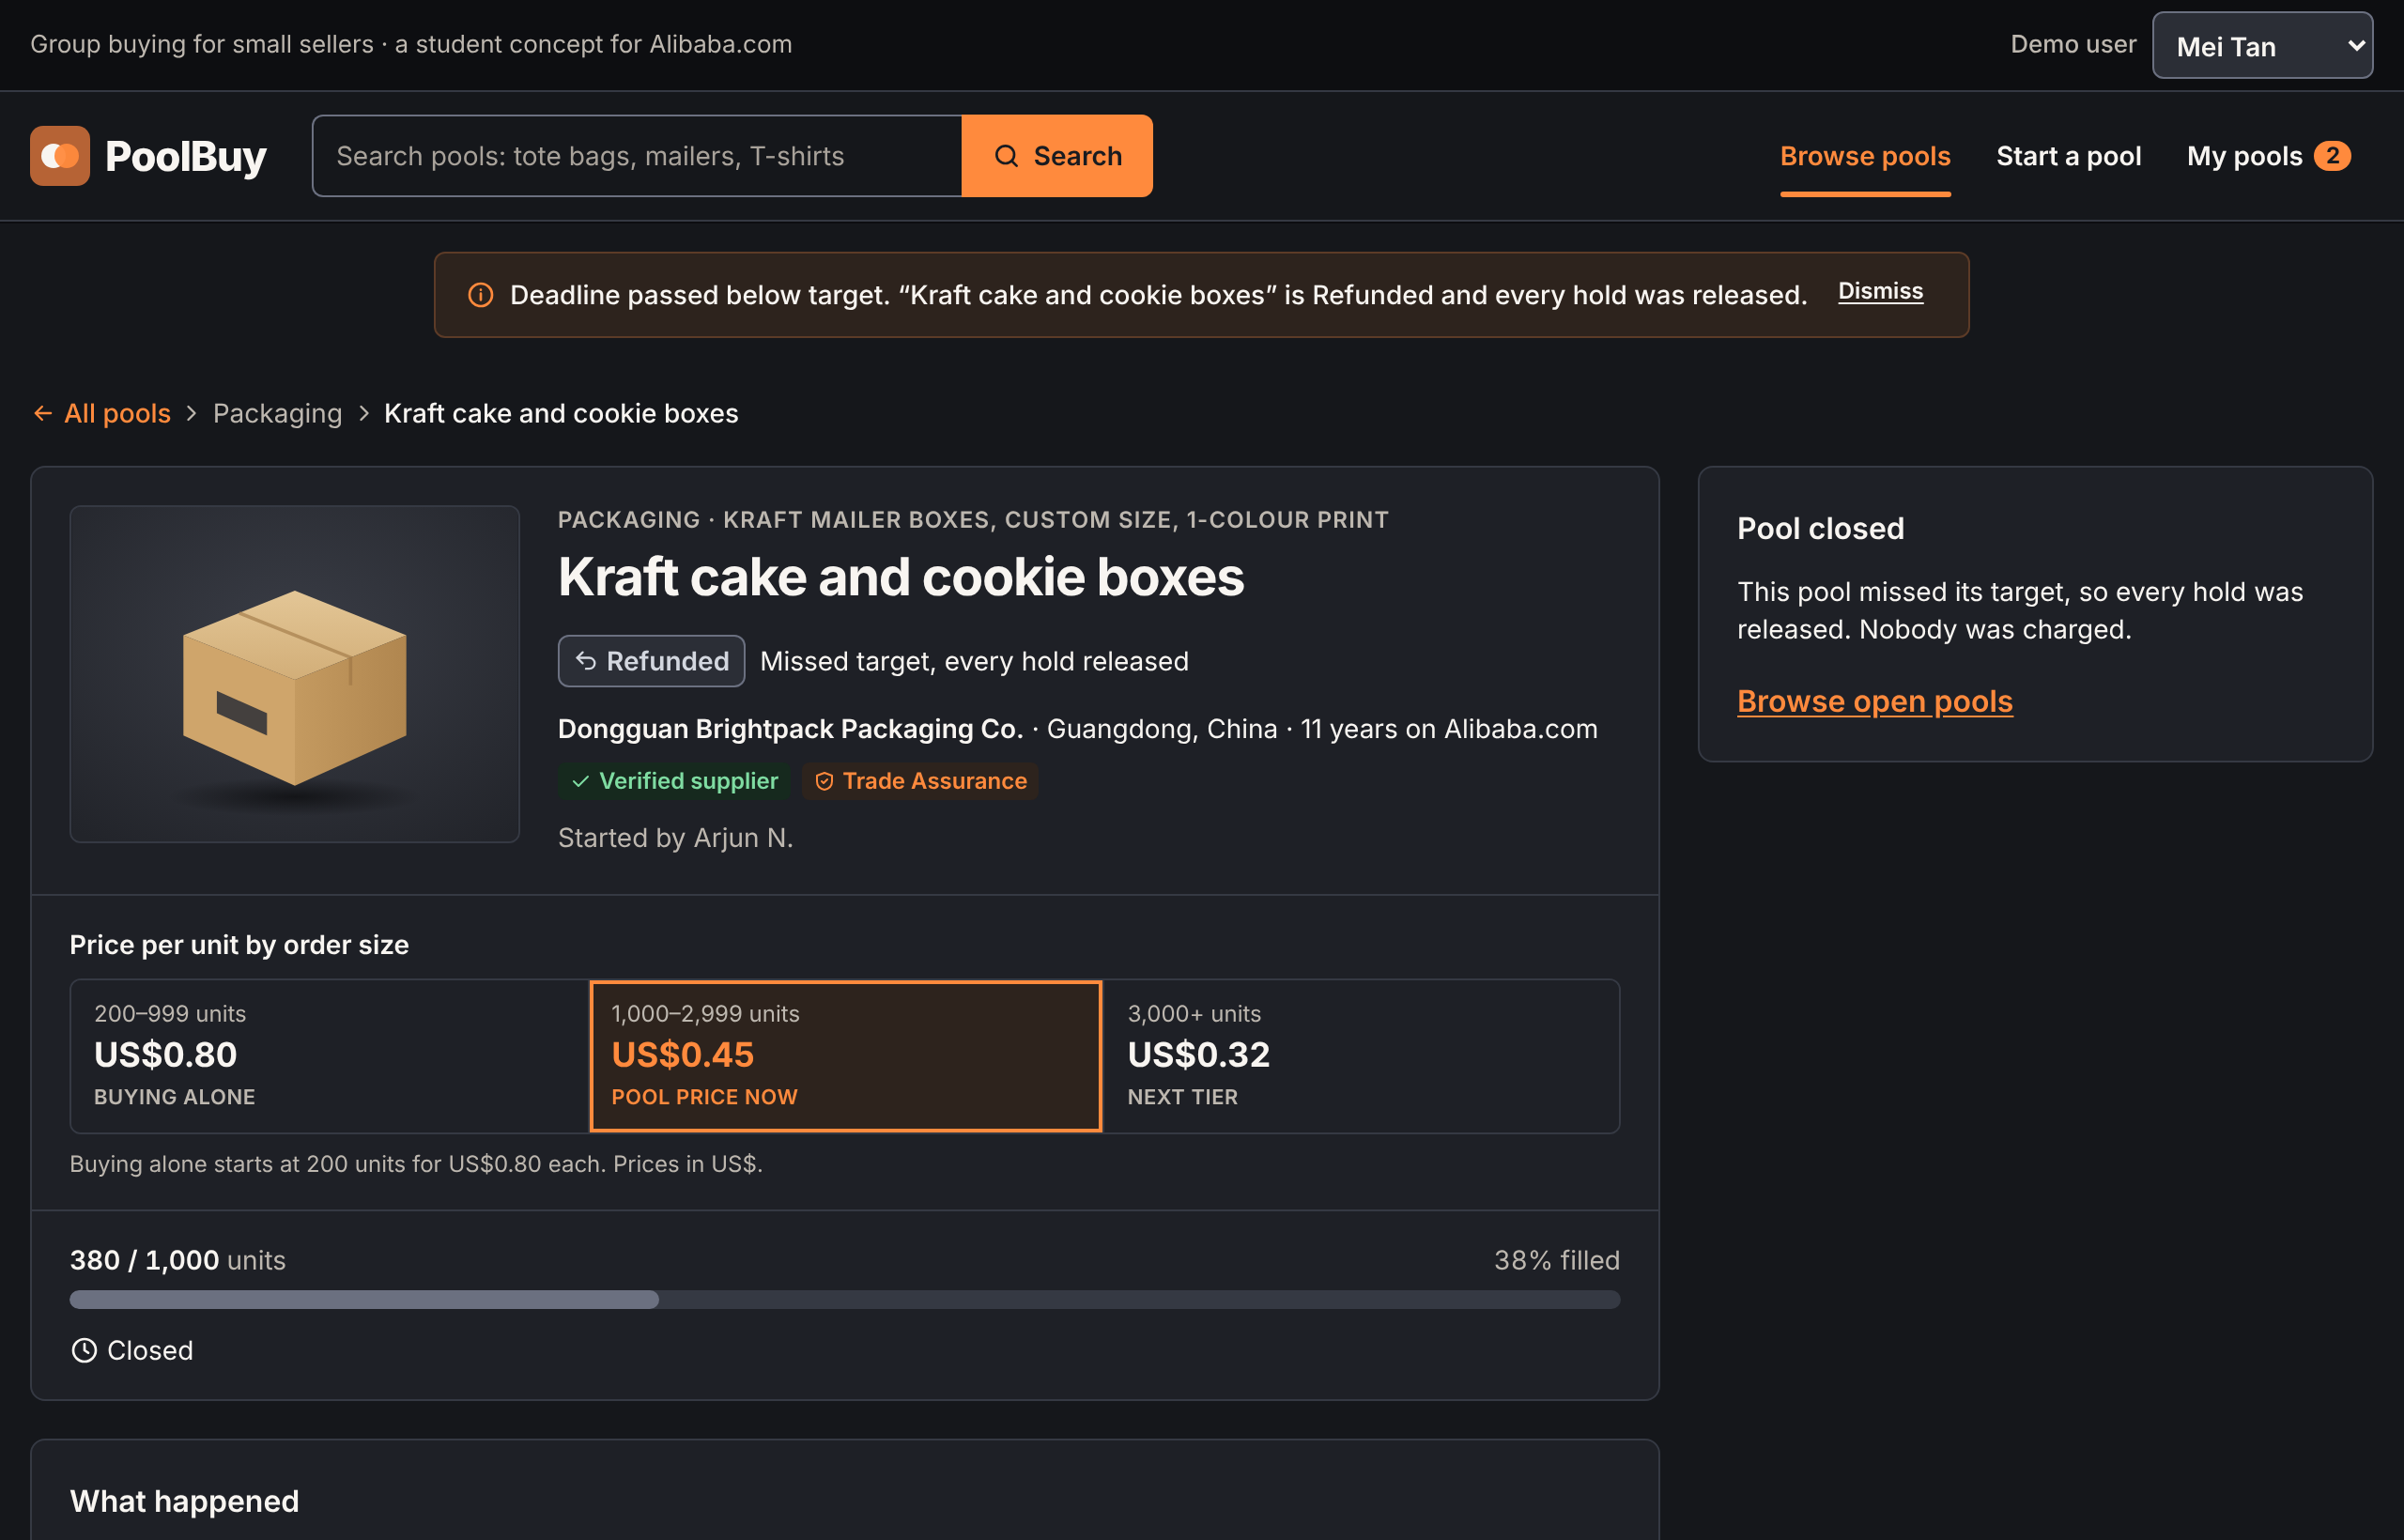 Group buying for small sellers · a student concept for Alibaba.com
Demo user
Mei Tan
PoolBuy
Search pools: tote bags, mailers, T-shirts
Search
Browse pools
Start a pool
My pools 2
Deadline passed below target. “Kraft cake and cookie boxes” is Refunded and every hold was released.
Dismiss
← All pools > Packaging > Kraft cake and cookie boxes
PACKAGING · KRAFT MAILER BOXES, CUSTOM SIZE, 1-COLOUR PRINT
Kraft cake and cookie boxes
Refunded
Missed target, every hold released
Dongguan Brightpack Packaging Co. · Guangdong, China · 11 years on Alibaba.com
Verified supplier
Trade Assurance
Started by Arjun N.
Pool closed
This pool missed its target, so every hold was
released. Nobody was charged.
Browse open pools
Price per unit by order size
200–999 units
US$0.80
BUYING ALONE
1,000–2,999 units
US$0.45
POOL PRICE NOW
3,000+ units
US$0.32
NEXT TIER
Buying alone starts at 200 units for US$0.80 each. Prices in US$.
380 / 1,000 units
38% filled
Closed
What happened